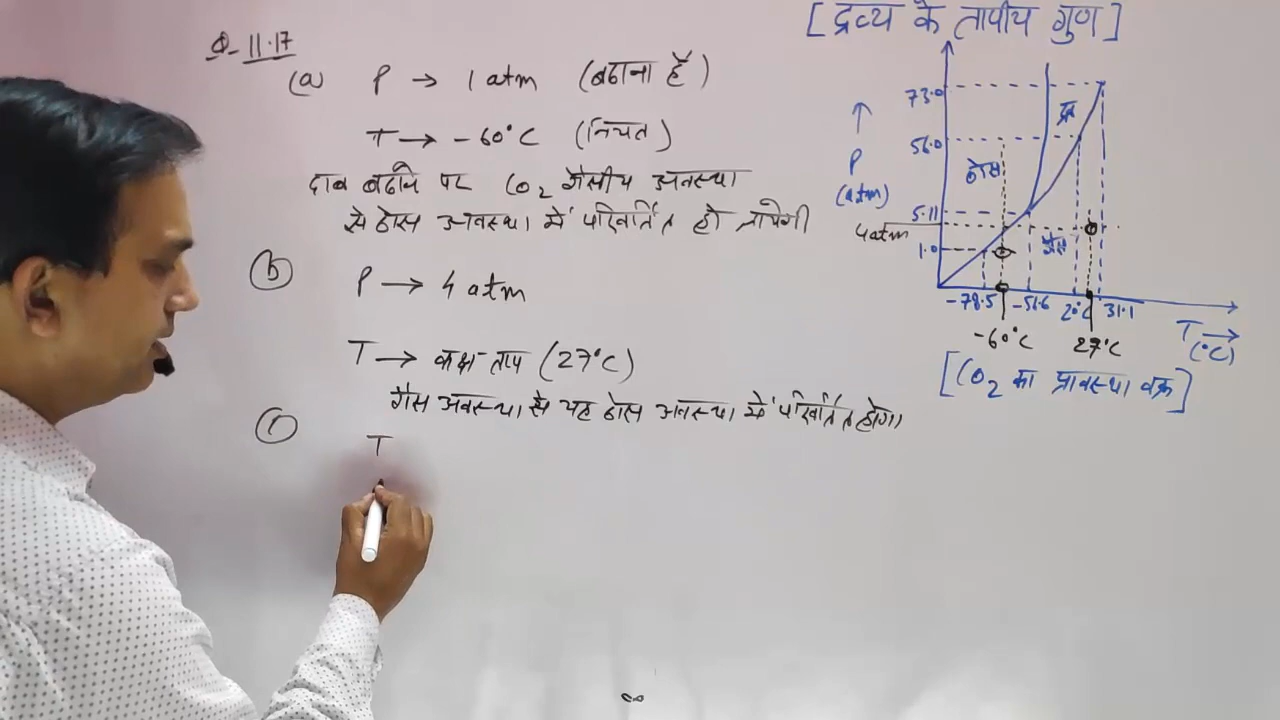 [द्रव्य के तापीय गुण]
Q-11.17
(a) P → 1 atm (बढाना है)
T → -60°C (नियत)
दाब बढाने पर CO2 गैसीय अवस्था
से ठोस अवस्था में परिवर्तित हो जायेगी
(b) P → 4 atm
T → कक्ष-ताप (27°C)
गैस अवस्था से यह ठोस अवस्था में परिवर्तित होगा
(c) T
P
(atm)
73.0
56.0
5.11
4 atm
1.0
ठोस
द्रव
गैस
-78.5 -56.6 20°C 31.1
-60°C 27°C
T → (°C)
[CO2 का प्रावस्था वक्र]